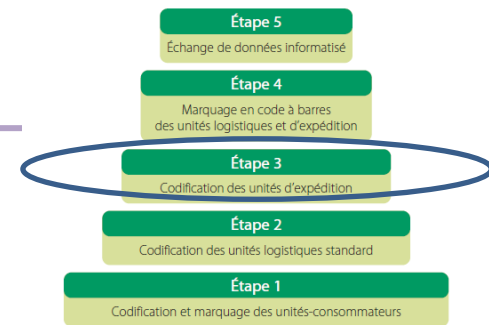 Étape 5
Échange de données informatisé
Étape 4
Marquage en code à barres
des unités logistiques et d'expédition
Étape 3
Codification des unités d'expédition
Étape 2
Codification des unités logistiques standard
Étape 1
Codification et marquage des unités-consommateurs